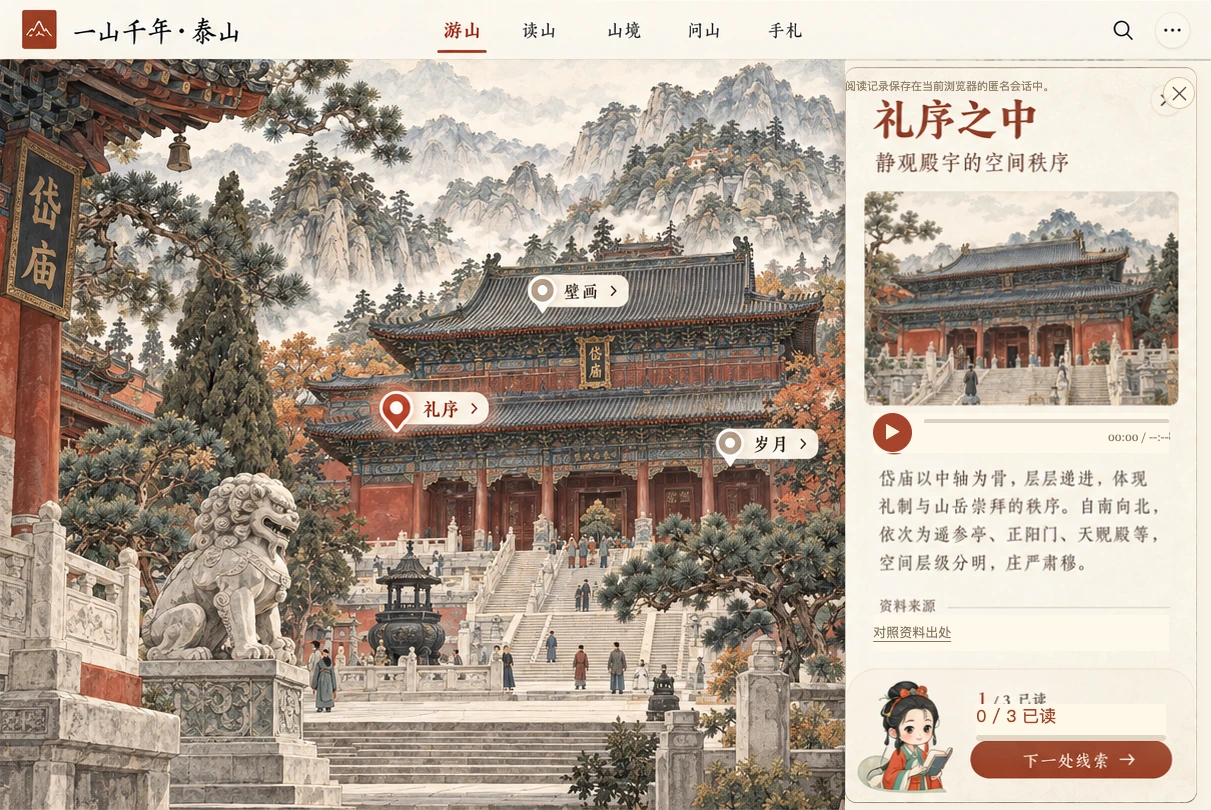 一山千年·泰山
游山
读山
山境
问山
手札
岱庙
壁画
岱庙
礼序
岁月
阅读记录保存在当前浏览器的匿名会话中。
礼序之中
静观殿宇的空间秩序
00:00 / --:--
岱庙以中轴为骨，层层递进，体现
礼制与山岳崇拜的秩序。自南向北，
依次为遥参亭、正阳门、天贶殿等，
空间层级分明，庄严肃穆。
资料来源
对照资料出处
1 / 3 已读
0 / 3 已读
下一处线索 →